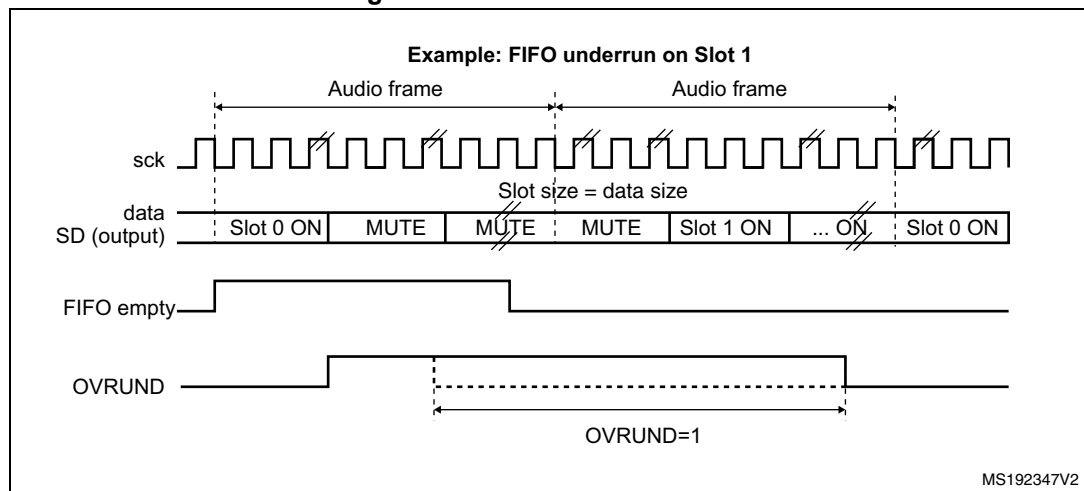 Example: FIFO underrun on Slot 1
Audio frame Audio frame
sck
Slot size = data size
data
SD (output) Slot 0 ON MUTE MUTE MUTE Slot 1 ON ... ON Slot 0 ON
FIFO empty
OVRUND
OVRUND=1
MS192347V2